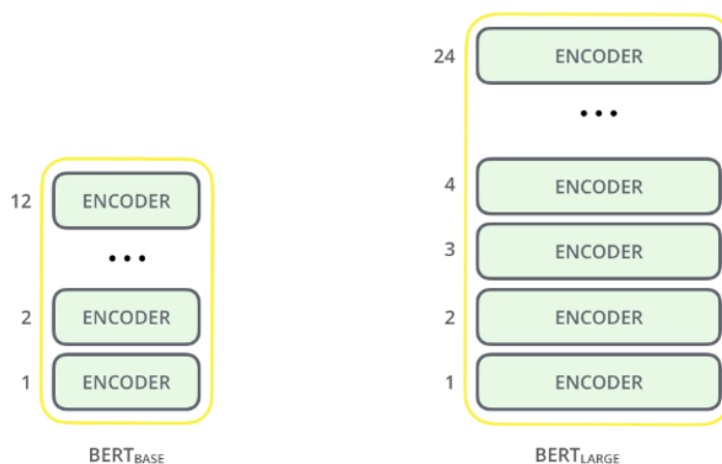 12 ENCODER
...
2 ENCODER
1 ENCODER
BERTBASE
24 ENCODER
...
4 ENCODER
3 ENCODER
2 ENCODER
1 ENCODER
BERTLARGE